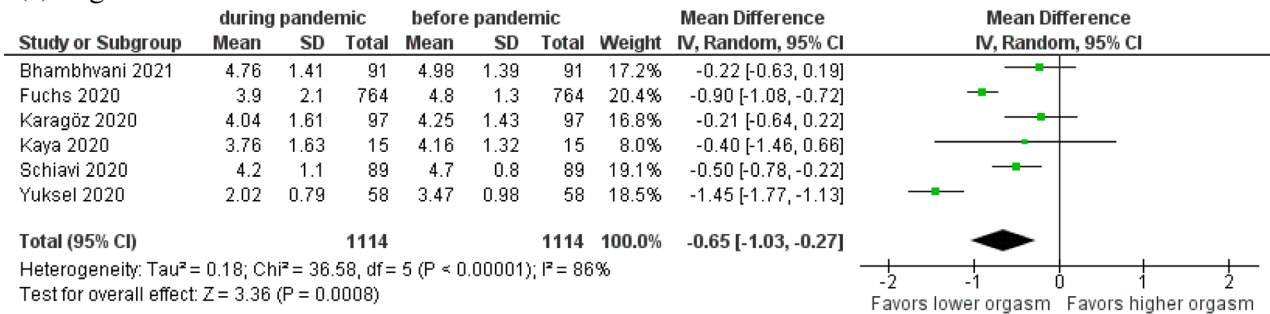 during pandemic before pandemic Mean Difference Mean Difference
Study or Subgroup Mean SD Total Mean SD Total Weight IV, Random, 95% CI IV, Random, 95% CI
Bhambhvani 2021 4.76 1.41 91 4.98 1.39 91 17.2% -0.22 [-0.63, 0.19]
Fuchs 2020 3.9 2.1 764 4.8 1.3 764 20.4% -0.90 [-1.08, -0.72]
Karagöz 2020 4.04 1.61 97 4.25 1.43 97 16.8% -0.21 [-0.64, 0.22]
Kaya 2020 3.76 1.63 15 4.16 1.32 15 8.0% -0.40 [-1.46, 0.66]
Schiavi 2020 4.2 1.1 89 4.7 0.8 89 19.1% -0.50 [-0.78, -0.22]
Yuksel 2020 2.02 0.79 58 3.47 0.98 58 18.5% -1.45 [-1.77, -1.13]
Total (95% CI) 1114 1114 100.0% -0.65 [-1.03, -0.27]
Heterogeneity: Tau² = 0.18; Chi² = 36.58, df = 5 (P < 0.00001); I² = 86%
Test for overall effect: Z = 3.36 (P = 0.0008)
-2 -1 0 1 2
Favors lower orgasm Favors higher orgasm